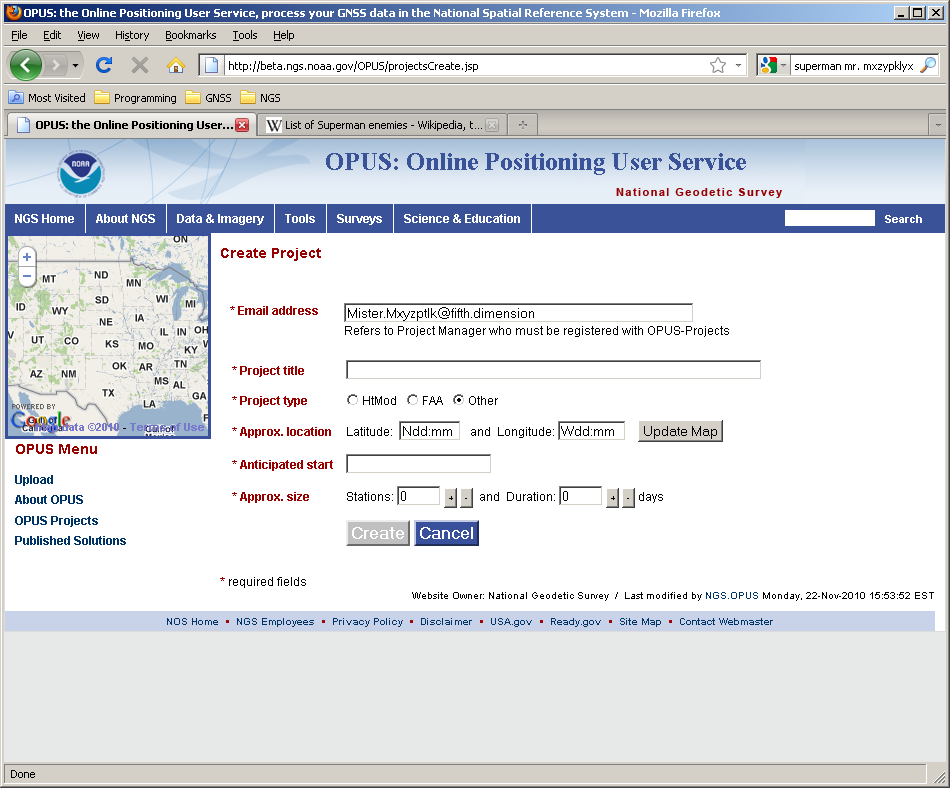 OPUS: the Online Positioning User Service, process your GNSS data in the National Spatial Reference System - Mozilla Firefox
File Edit View History Bookmarks Tools Help
http://beta.ngs.noaa.gov/OPUS/projectsCreate.jsp superman mr. mxzypklyx
Most Visited Programming GNSS NGS
OPUS: the Online Positioning User... List of Superman enemies - Wikipedia, t...
NOAA
OPUS: Online Positioning User Service
National Geodetic Survey
NGS Home About NGS Data & Imagery Tools Surveys Science & Education Search
ON
+
−
MT ND MN
ID WY SD WI MI
NE IA
V UT CO IL IN OH
KS MO KY
AZ NM OK AR TN
MS AL
TX GA
LA
POWERED BY
Google
Map data ©2010 - Terms of Use
Create Project
* Email address Mister.Mxyzptlk@fifth.dimension
Refers to Project Manager who must be registered with OPUS-Projects
* Project title
* Project type HtMod FAA Other
* Approx. location Latitude: Ndd:mm and Longitude: Wdd:mm Update Map
* Anticipated start
* Approx. size Stations: 0 + - and Duration: 0 + - days
Create Cancel
OPUS Menu
Upload
About OPUS
OPUS Projects
Published Solutions
* required fields
Website Owner: National Geodetic Survey / Last modified by NGS.OPUS Monday, 22-Nov-2010 15:53:52 EST
NOS Home • NGS Employees • Privacy Policy • Disclaimer • USA.gov • Ready.gov • Site Map • Contact Webmaster
Done